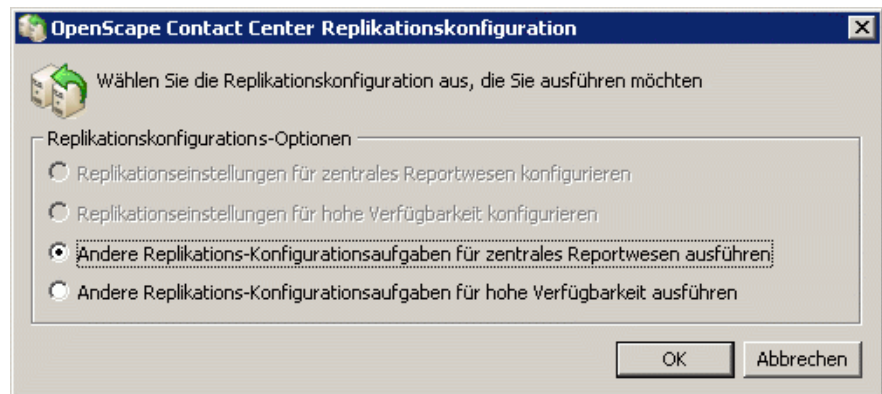 OpenScape Contact Center Replikationskonfiguration
Wählen Sie die Replikationskonfiguration aus, die Sie ausführen möchten
Replikationskonfigurations-Optionen
Replikationseinstellungen für zentrales Reportwesen konfigurieren
Replikationseinstellungen für hohe Verfügbarkeit konfigurieren
Andere Replikations-Konfigurationsaufgaben für zentrales Reportwesen ausführen
Andere Replikations-Konfigurationsaufgaben für hohe Verfügbarkeit ausführen
OK
Abbrechen